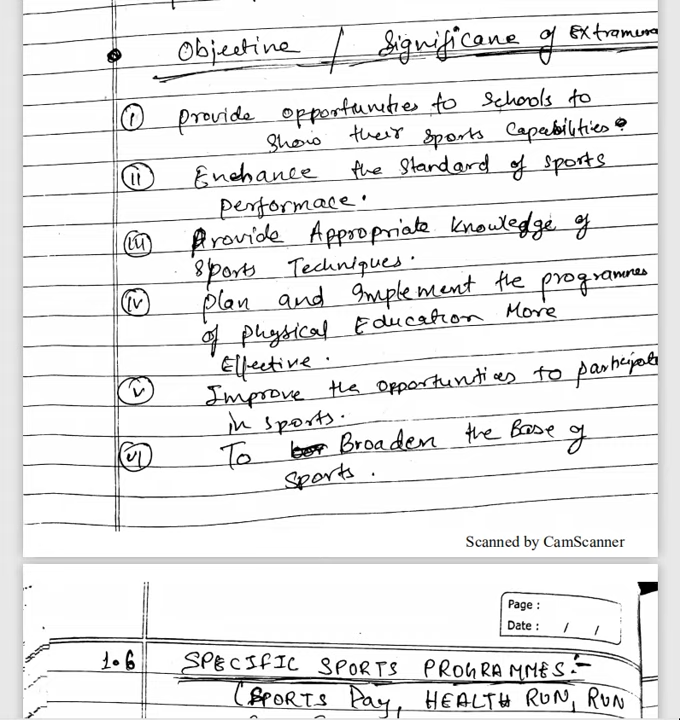 Objective / Significane of Extramura
(i) Provide opportunities to Schools to
Show their Sports Capabilities.
(ii) Enehance the Standard of Sports
Performace.
(iii) Provide Appropriate Knowledge of
Sports Techniques.
(iv) Plan and Implement the programmes
of Physical Education More
Effective.
(v) Improve the opportunities to participate
in sports.
(vi) To Broaden the Base of
Sports.
Scanned by CamScanner
Page :
Date : / /
1.6 SPECIFIC SPORTS PROGRAMMES:-
(SPORTS Day, HEALTH RUN, RUN